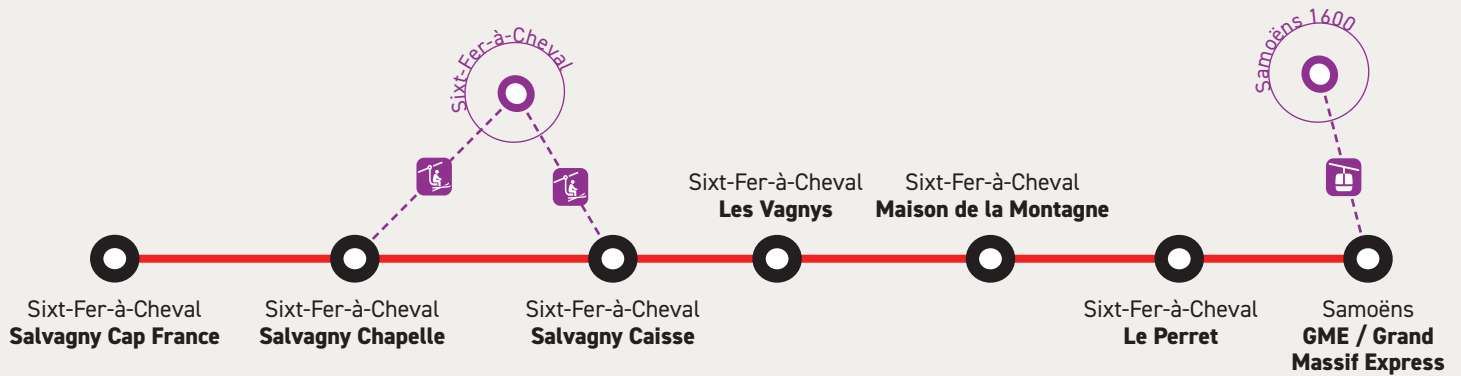 Sixt-Fer-à-Cheval
Samoëns 1600
Sixt-Fer-à-Cheval
Les Vagnys
Sixt-Fer-à-Cheval
Maison de la Montagne
Sixt-Fer-à-Cheval
Salvagny Cap France
Sixt-Fer-à-Cheval
Salvagny Chapelle
Sixt-Fer-à-Cheval
Salvagny Caisse
Sixt-Fer-à-Cheval
Le Perret
Samoëns
GME / Grand
Massif Express